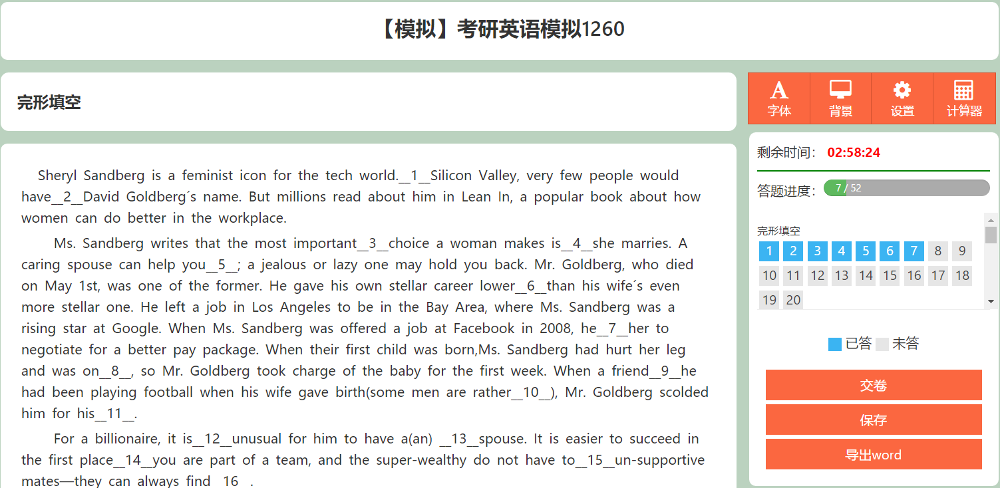 【模拟】考研英语模拟1260
完形填空
Sheryl Sandberg is a feminist icon for the tech world.__1__Silicon Valley, very few people would
have__2__David Goldberg´s name. But millions read about him in Lean In, a popular book about how
women can do better in the workplace.
Ms. Sandberg writes that the most important__3__choice a woman makes is__4__she marries. A
caring spouse can help you__5__; a jealous or lazy one may hold you back. Mr. Goldberg, who died
on May 1st, was one of the former. He gave his own stellar career lower__6__than his wife´s even
more stellar one. He left a job in Los Angeles to be in the Bay Area, where Ms. Sandberg was a
rising star at Google. When Ms. Sandberg was offered a job at Facebook in 2008, he__7__her to
negotiate for a better pay package. When their first child was born,Ms. Sandberg had hurt her leg
and was on__8__, so Mr. Goldberg took charge of the baby for the first week. When a friend__9__he
had been playing football when his wife gave birth(some men are rather__10__), Mr. Goldberg scolded
him for his__11__.
For a billionaire, it is__12__unusual for him to have a(an) __13__spouse. It is easier to succeed in
the first place__14__you are part of a team, and the super-wealthy do not have to__15__un-supportive
mates—they can always find__16__.
字体 背景 设置 计算器
剩余时间： 02:58:24
答题进度： 7 / 52
完形填空
1 2 3 4 5 6 7 8 9
10 11 12 13 14 15 16 17 18
19 20
已答 未答
交卷
保存
导出word